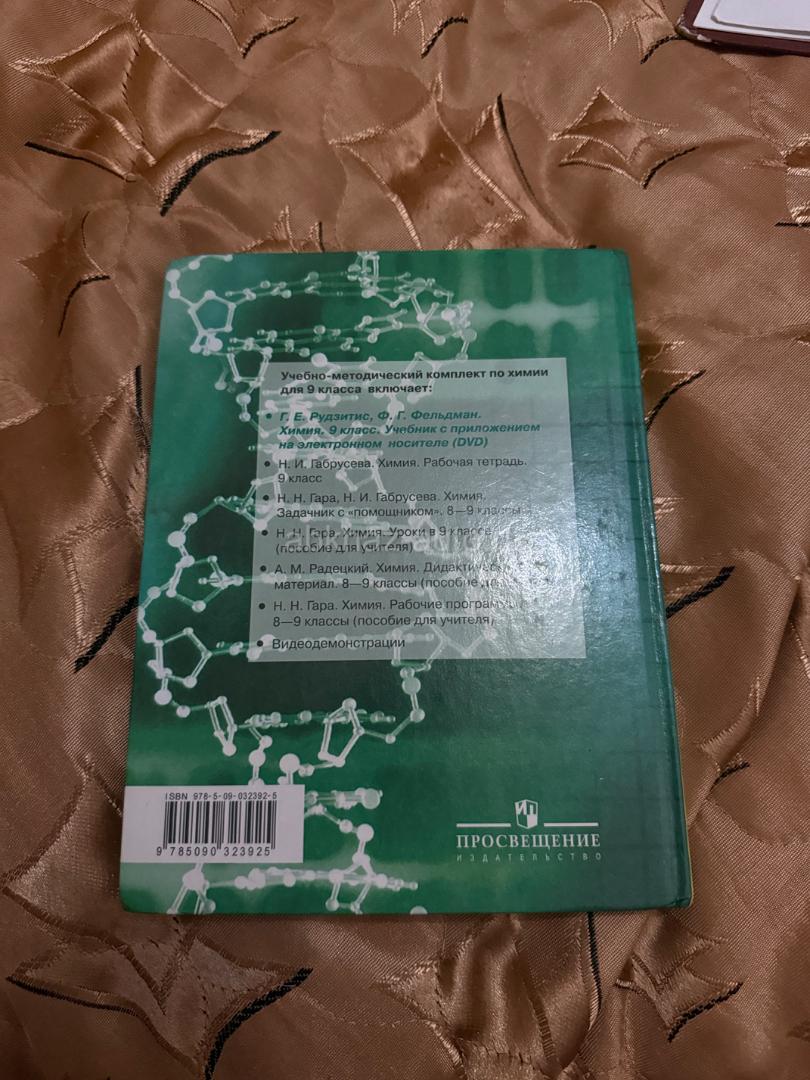 Учебно-методический комплект по химии
для 9 класса включает:
• Г. Е. Рудзитис, Ф. Г. Фельдман.
Химия. 9 класс. Учебник с приложением
на электронном носителе (DVD)
• Н. И. Габрусева. Химия. Рабочая тетрадь.
9 класс
• Н. Н. Гара, Н. И. Габрусева. Химия.
Задачник с «помощником». 8—9 классы
• Н. Н. Гара. Химия. Уроки в 9 классе
(пособие для учителя)
• А. М. Радецкий. Химия.
материал. 8—9 классы (пособие
• Н. Н. Гара. Химия. Рабочие
8—9 классы (пособие для учителя)
• Видеодемонстрации
ISBN 978-5-09-032392-5
9 785090 323925
ИП
ПРОСВЕЩЕНИЕ
ИЗДАТЕЛЬСТВО